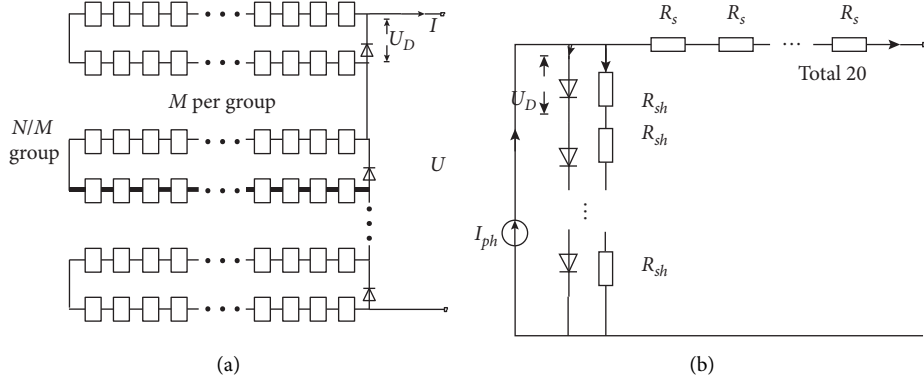 I
U_D
M per group
N/M
group
U
(a)
R_s R_s R_s
...
Total 20
U_D
R_sh
R_sh
...
I_ph
R_sh
(b)